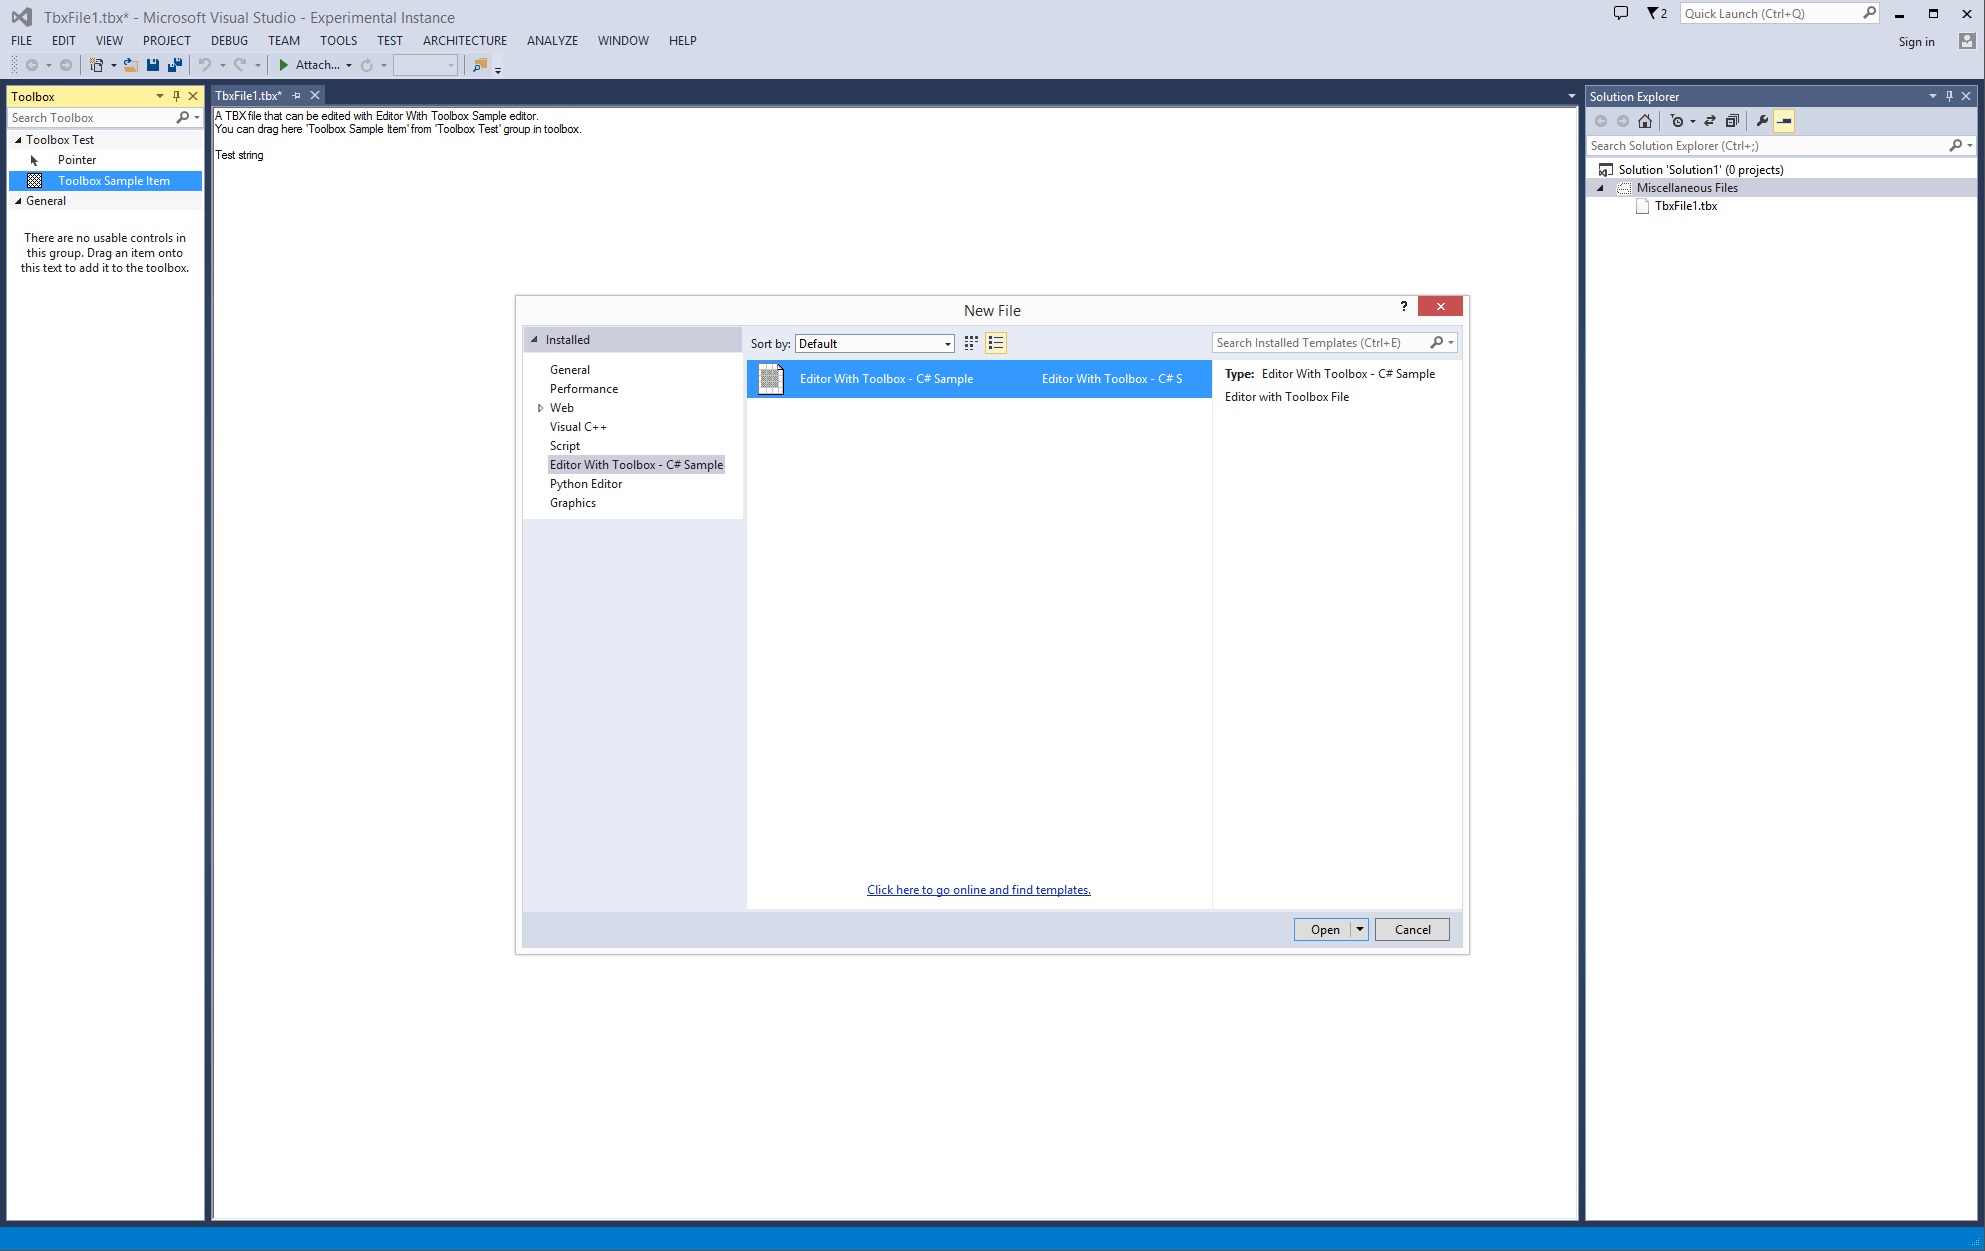 TbxFile1.tbx* - Microsoft Visual Studio - Experimental Instance
2
Quick Launch (Ctrl+Q)
FILE EDIT VIEW PROJECT DEBUG TEAM TOOLS TEST ARCHITECTURE ANALYZE WINDOW HELP
Sign in
Attach...
Toolbox
Search Toolbox
Toolbox Test
Pointer
Toolbox Sample Item
General
There are no usable controls in
this group. Drag an item onto
this text to add it to the toolbox.
TbxFile1.tbx*
A TBX file that can be edited with Editor With Toolbox Sample editor.
You can drag here 'Toolbox Sample Item' from 'Toolbox Test' group in toolbox.
Test string
New File
?
Installed
General
Performance
Web
Visual C++
Script
Editor With Toolbox - C# Sample
Python Editor
Graphics
Sort by: Default
Editor With Toolbox - C# Sample Editor With Toolbox - C# S
Click here to go online and find templates.
Search Installed Templates (Ctrl+E)
Type: Editor With Toolbox - C# Sample
Editor with Toolbox File
Open Cancel
Solution Explorer
Search Solution Explorer (Ctrl+;)
Solution 'Solution1' (0 projects)
Miscellaneous Files
TbxFile1.tbx